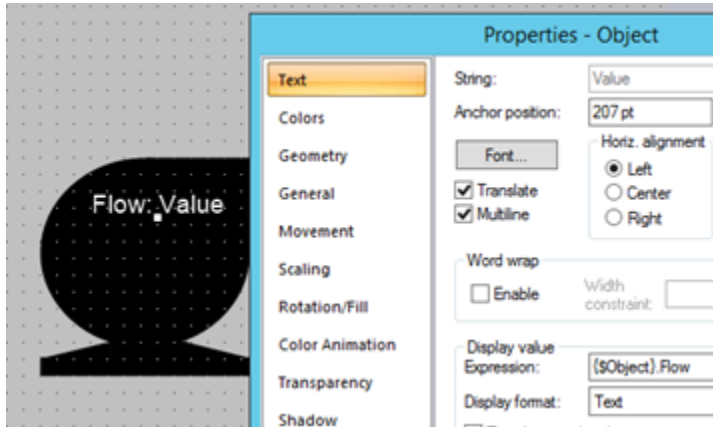 Properties - Object
Text
Colors
Geometry
General
Movement
Scaling
Rotation/Fill
Color Animation
Transparency
Shadow
String: Value
Anchor position: 207 pt
Font...
Translate
Multiline
Horiz. alignment
Left
Center
Right
Word wrap
Enable
Width
constraint:
Display value
Expression: {$Object}.Flow
Display format: Text
Flow: Value